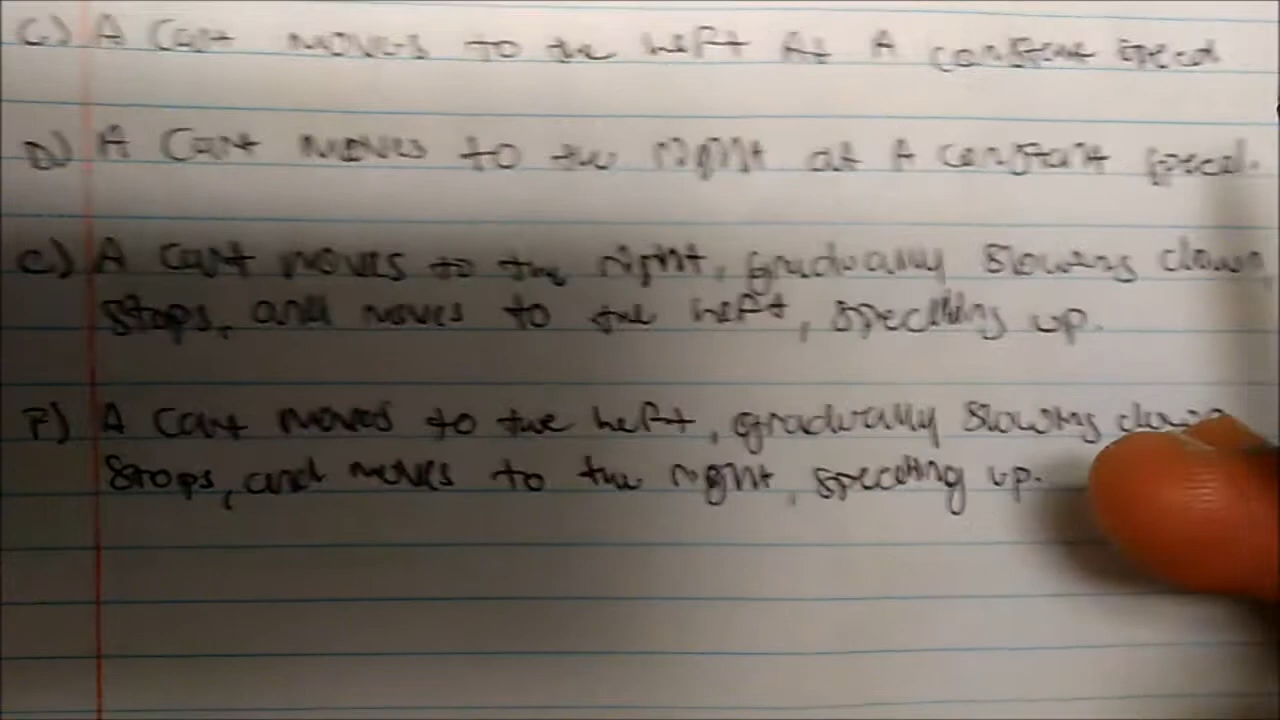 C) A Cart moves to the left At A constant speed
D) A Cart moves to the right at A constant speed.
e) A Cart moves to the right, gradually slowing down,
stops, and moves to the left, speeding up.
F) A Cart moves to the left, gradually slowing down
stops, and moves to the right, speeding up.